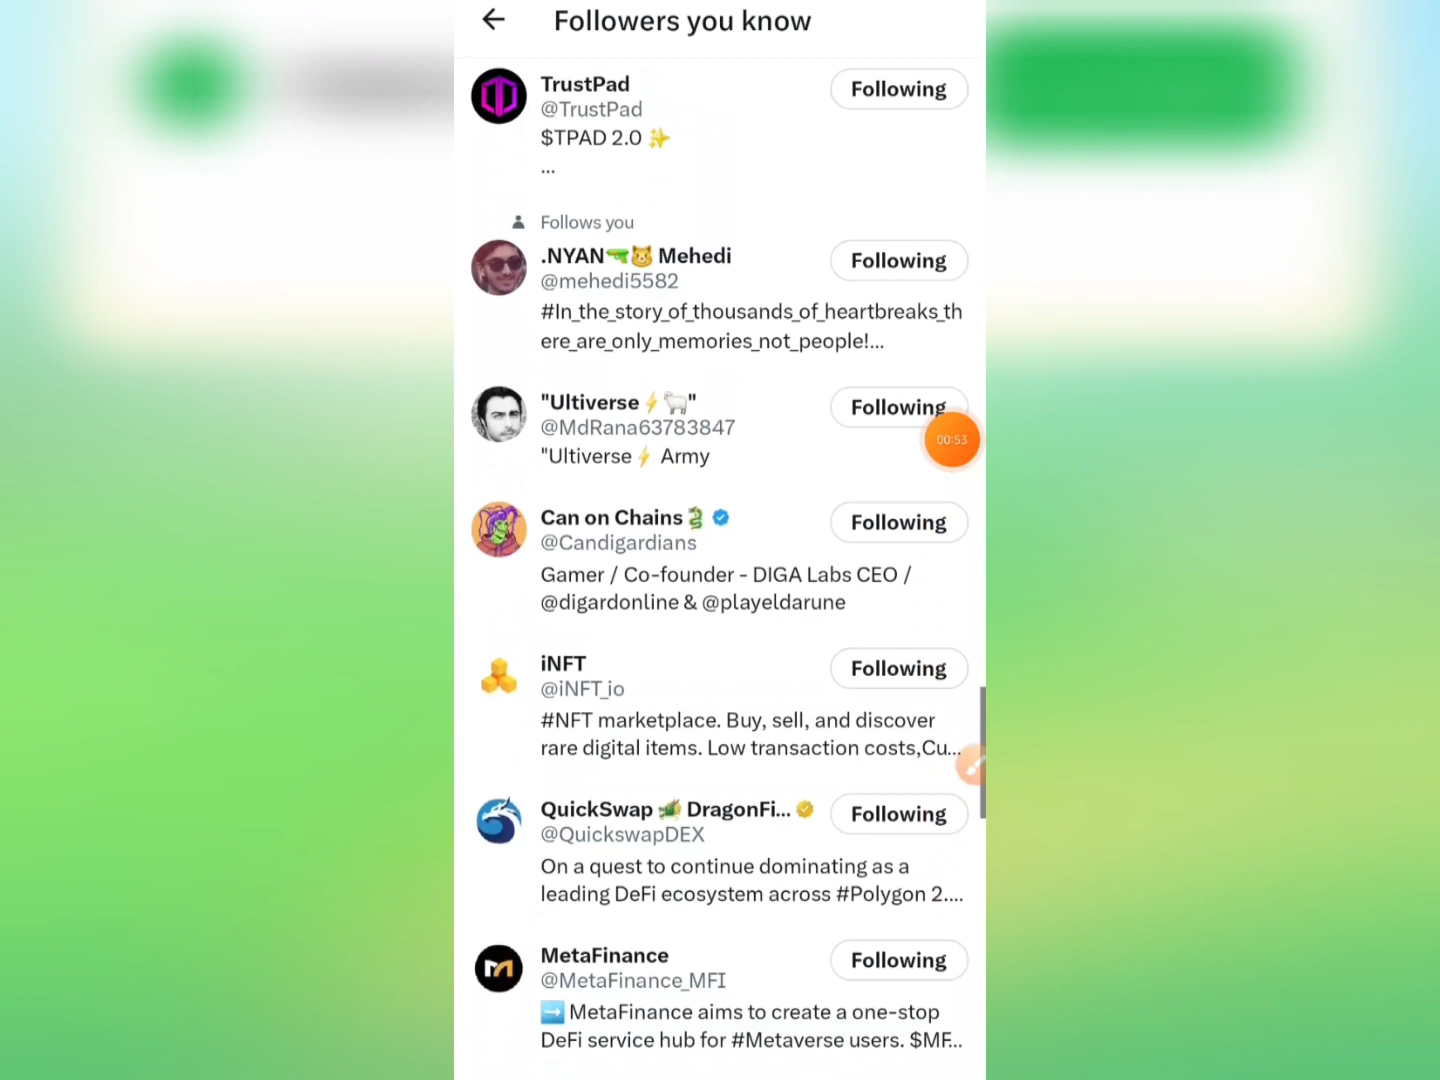 Followers you know
TrustPad
Following
@TrustPad
$TPAD 2.0 ✨
...
Follows you
.NYAN🔫🐱 Mehedi
Following
@mehedi5582
#In_the_story_of_thousands_of_heartbreaks_th
ere_are_only_memories_not_people!...
"Ultiverse⚡🐑"
Following
@MdRana63783847
00:53
"Ultiverse⚡ Army
Can on Chains🐉
Following
@Candigardians
Gamer / Co-founder - DIGA Labs CEO /
@digardonline & @playeldarune
iNFT
Following
@iNFT_io
#NFT marketplace. Buy, sell, and discover
rare digital items. Low transaction costs,Cu...
QuickSwap 🐲 DragonFi...
Following
@QuickswapDEX
On a quest to continue dominating as a
leading DeFi ecosystem across #Polygon 2....
MetaFinance
Following
@MetaFinance_MFI
➡️ MetaFinance aims to create a one-stop
DeFi service hub for #Metaverse users. $MF...